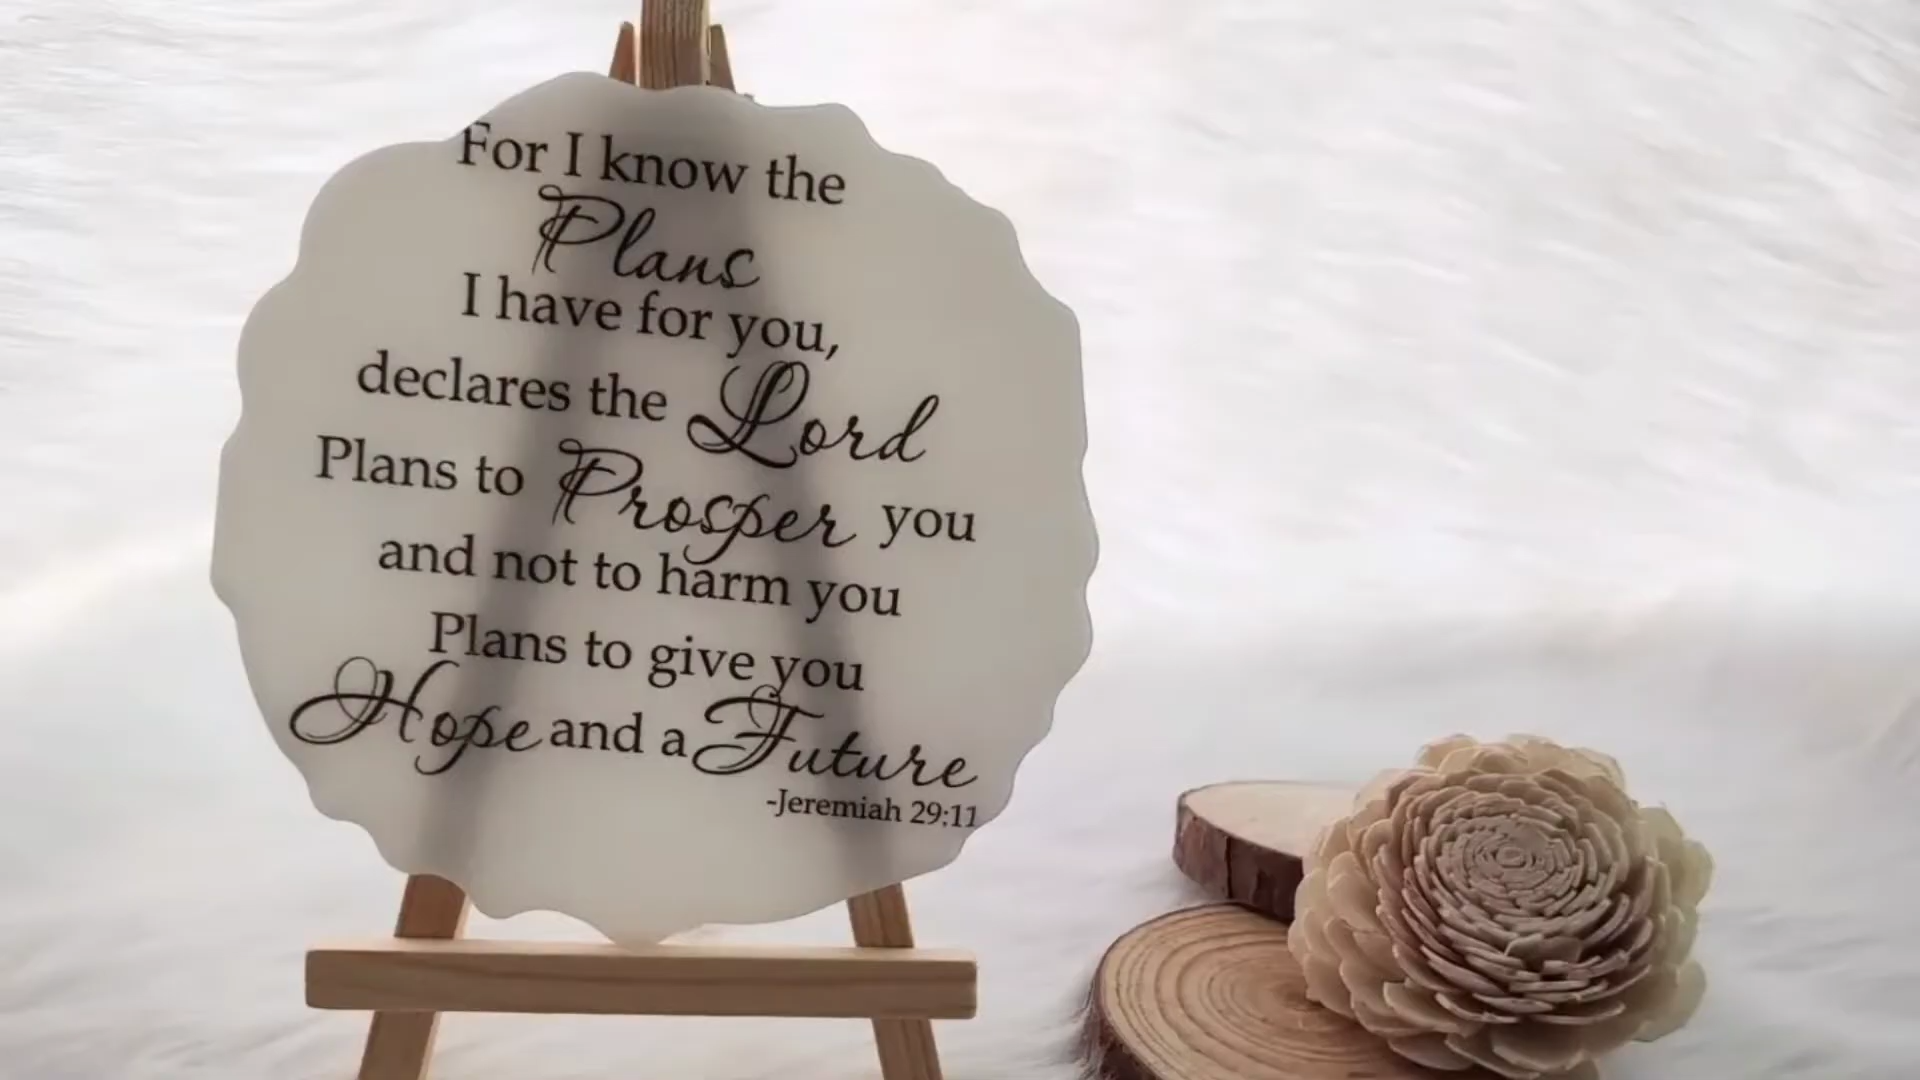 For I know the
Plans
I have for you,
declares the Lord
Plans to Prosper you
and not to harm you
Plans to give you
Hope and a Future
-Jeremiah 29:11